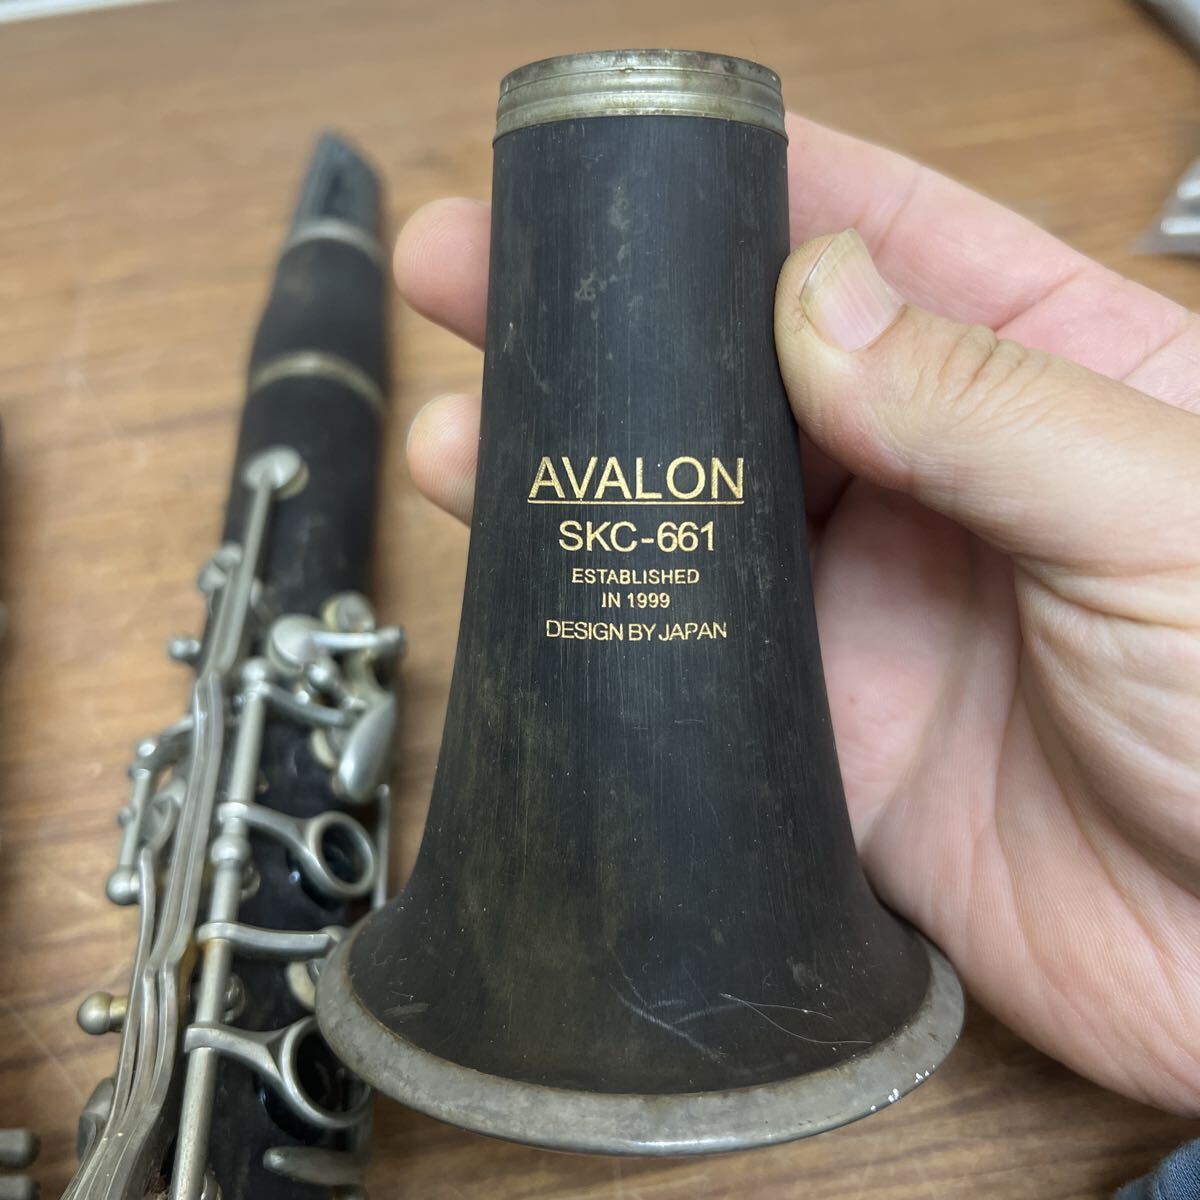 AVALON
SKC-661
ESTABLISHED
IN 1999
DESIGN BY JAPAN